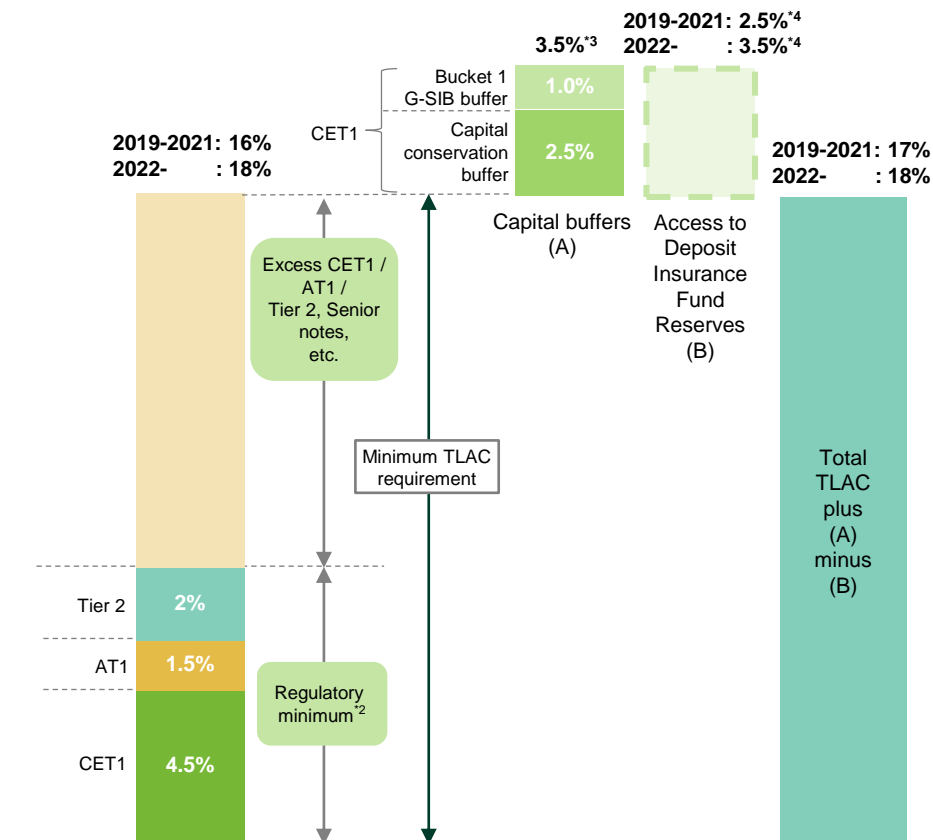 2019-2021: 2.5%*4
2022- : 3.5%*4
3.5%*3
Bucket 1
G-SIB buffer
1.0%
CET1
Capital
conservation
buffer
2.5%
2019-2021: 16%
2022- : 18%
2019-2021: 17%
2022- : 18%
Capital buffers
(A)
Access to
Deposit
Insurance
Fund
Reserves
(B)
Excess CET1 /
AT1 /
Tier 2, Senior
notes,
etc.
Minimum TLAC
requirement
Total
TLAC
plus
(A)
minus
(B)
Tier 2
2%
AT1
1.5%
Regulatory
minimum*2
CET1
4.5%